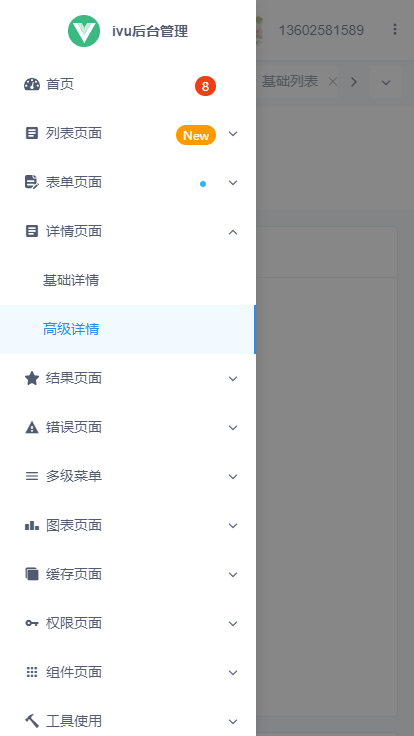 ivu后台管理
13602581589
首页
8
基础列表
列表页面
New
表单页面
详情页面
基础详情
高级详情
结果页面
错误页面
多级菜单
图表页面
缓存页面
权限页面
组件页面
工具使用